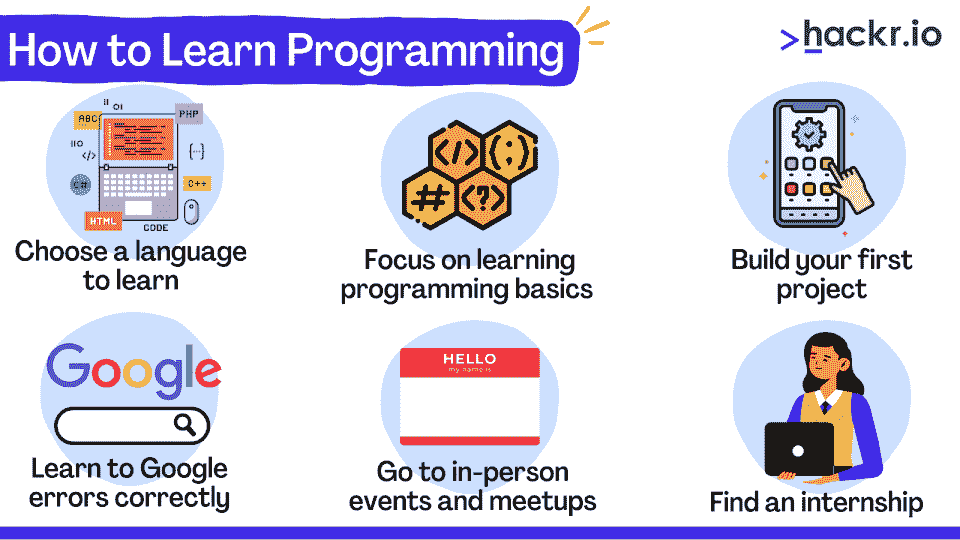 How to Learn Programming
>hackr.io
ABC
PHP
C#
C++
HTML
CODE
Choose a language
to learn
</>
(;)
#
<?>
Focus on learning
programming basics
Build your first
project
Google
Learn to Google
errors correctly
HELLO
my name is
Go to in-person
events and meetups
Find an internship